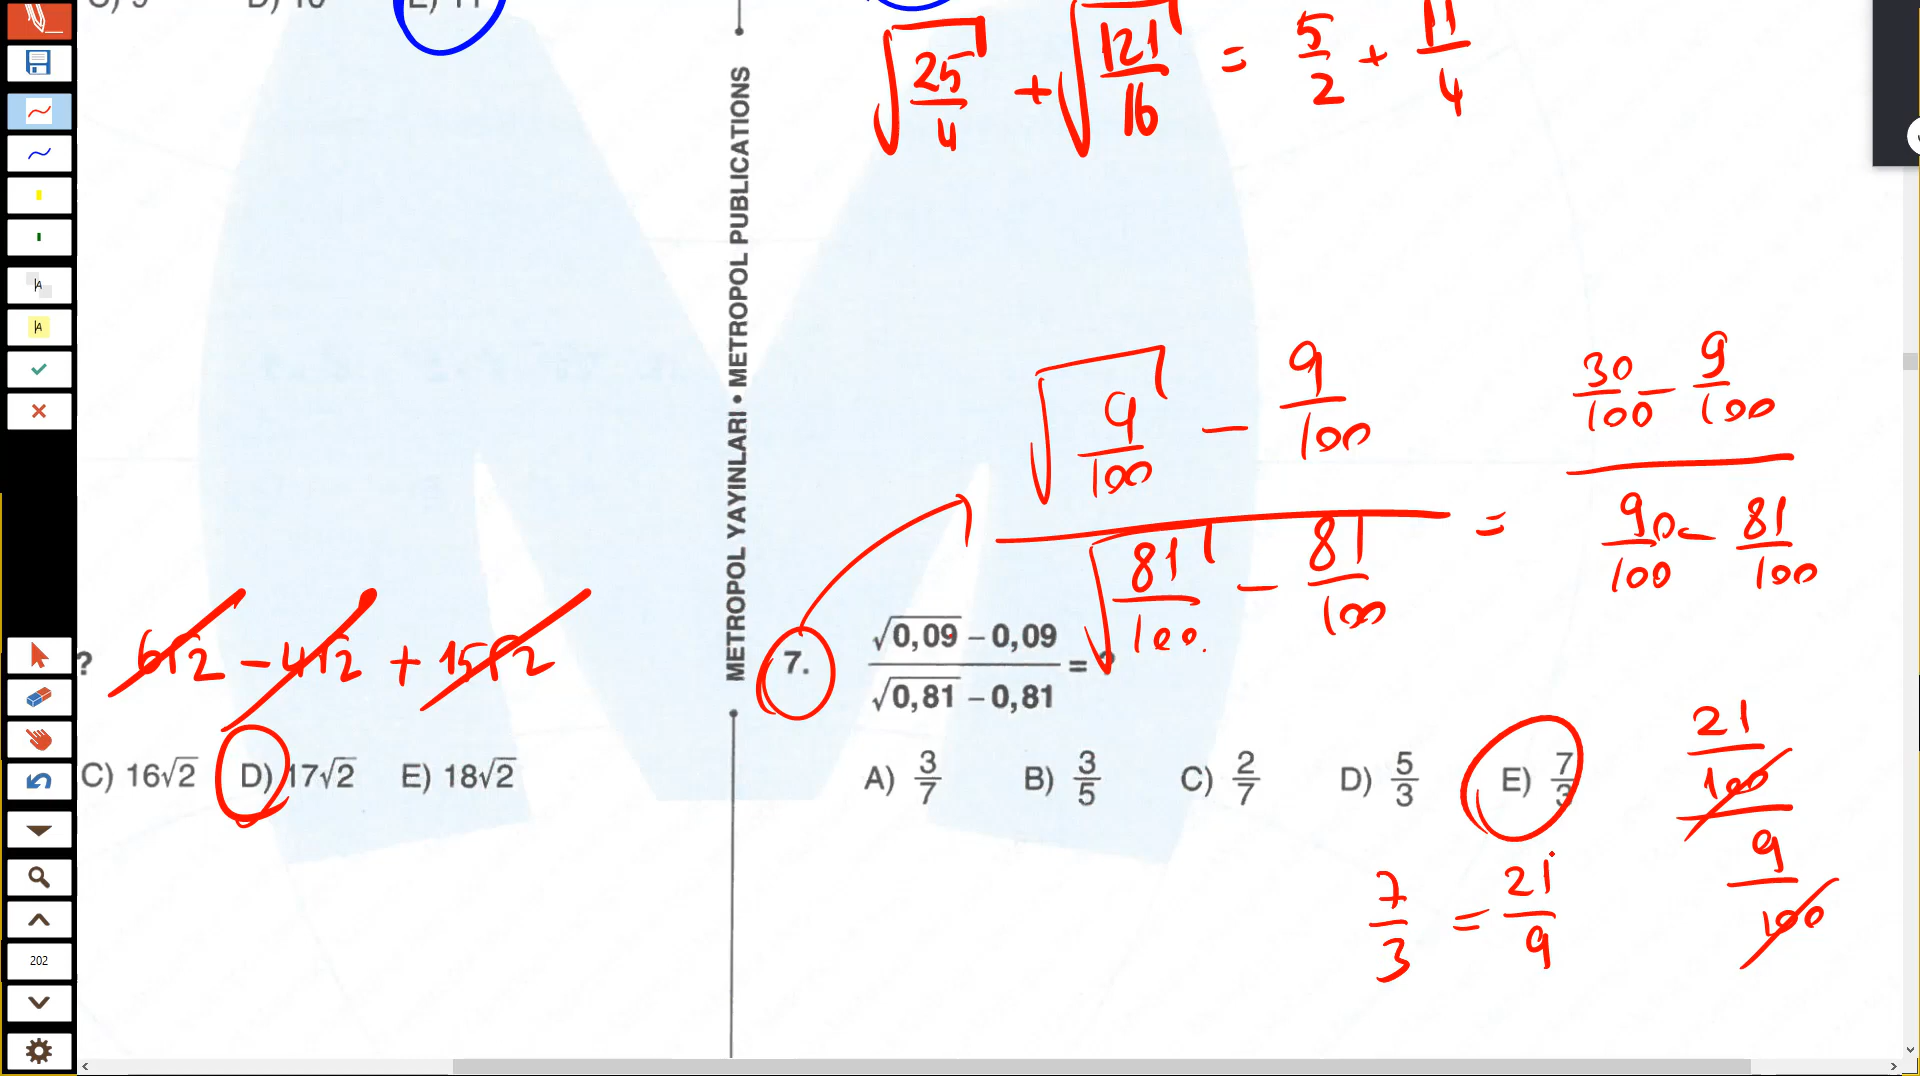 √25/4 + √121/16 = 5/2 + 11/4
METROPOL YAYINLARI • METROPOL PUBLICATIONS
(√9/100 − 9/100) / (√81/100 − 81/100) = (30/100 − 9/100) / (90/100 − 81/100)
? 6√2 − 4√2 + 15√2
C) 16√2 D) 17√2 E) 18√2
7. (√0,09 − 0,09) / (√0,81 − 0,81) = ?
A) 3/7 B) 3/5 C) 2/7 D) 5/3 E) 7/3
(21/100) / (9/100)
7/3 = 21/9
202